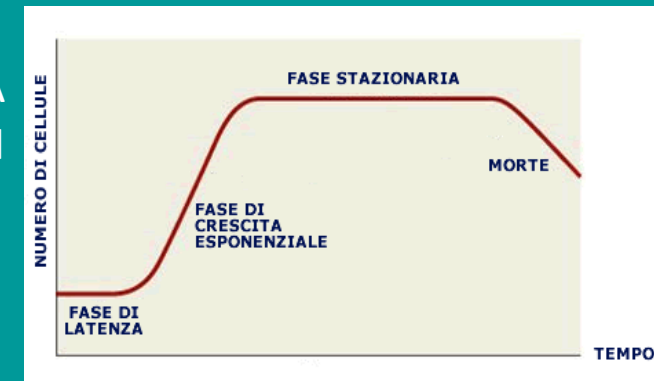 FASE STAZIONARIA
NUMERO DI CELLULE
MORTE
FASE DI
CRESCITA
ESPONENZIALE
FASE DI
LATENZA
TEMPO